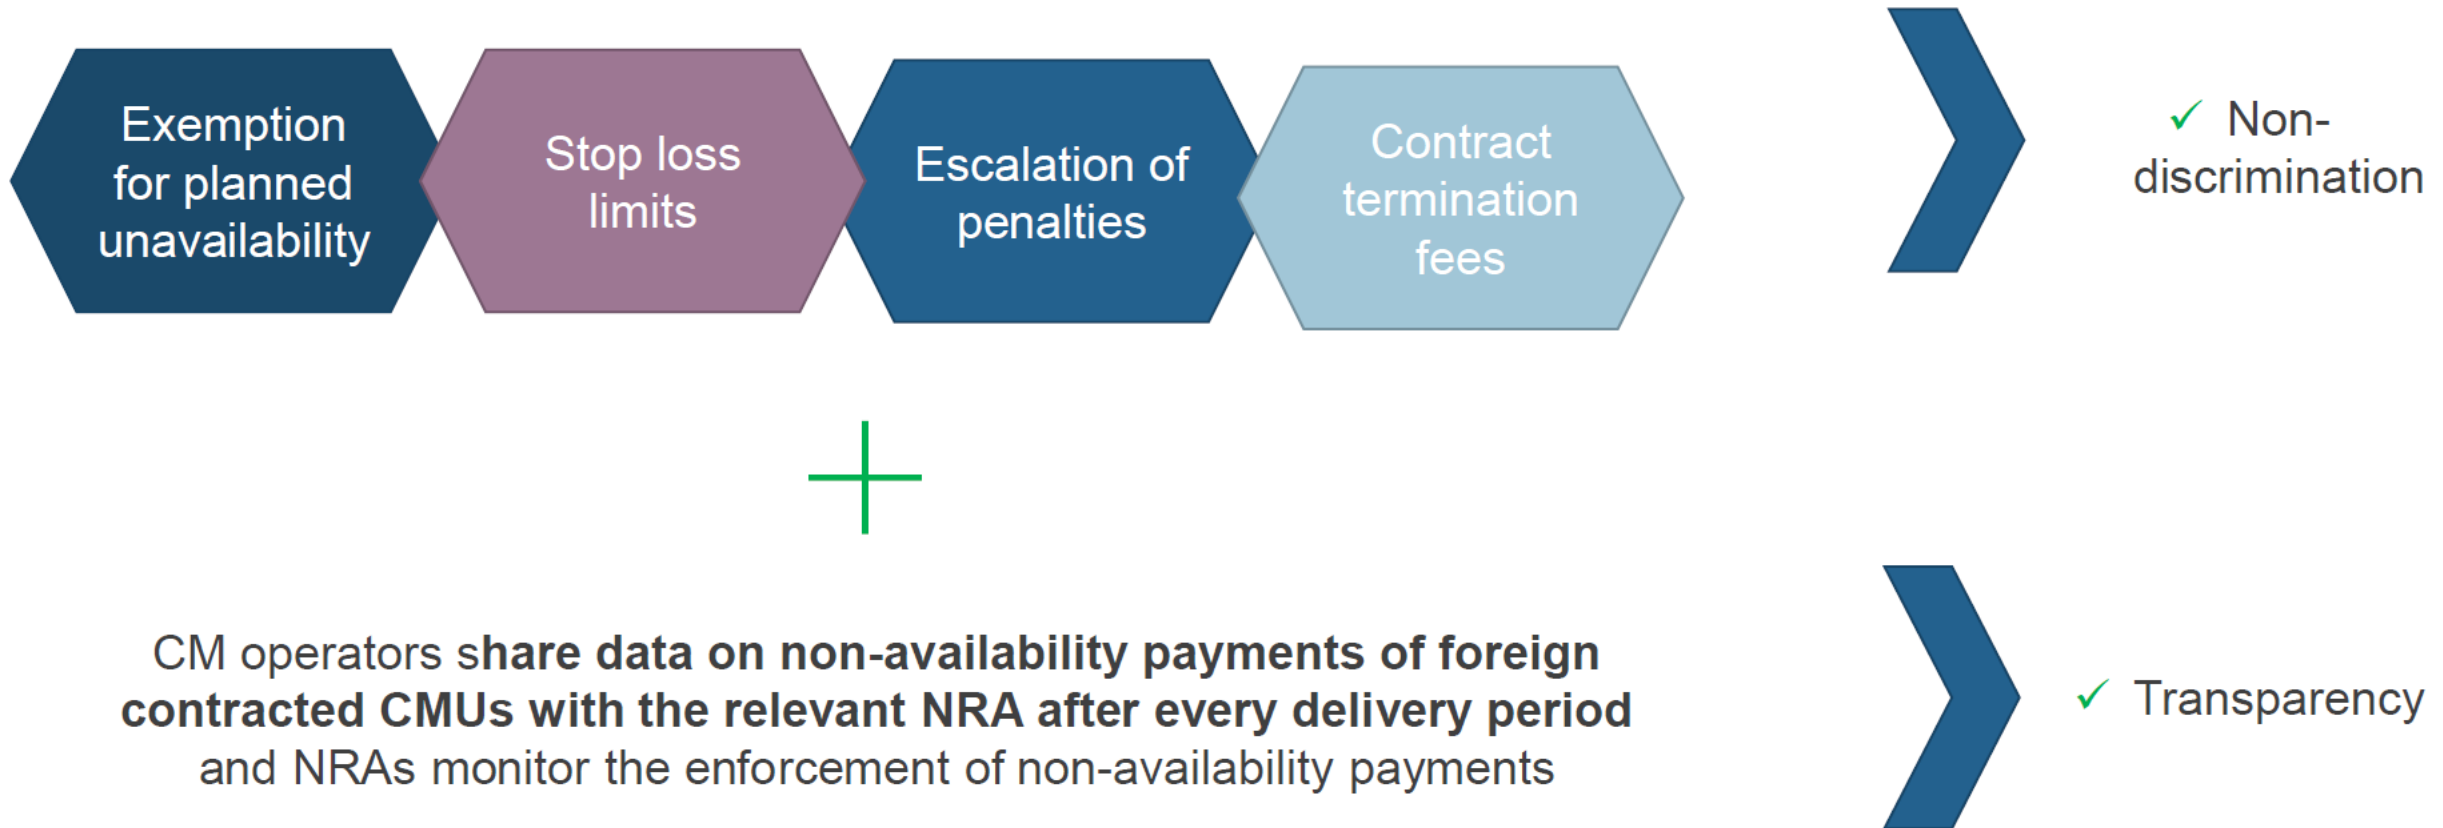 Exemption
for planned
unavailability
Stop loss
limits
Escalation of
penalties
Contract
termination
fees
✓ Non-
discrimination
CM operators share data on non-availability payments of foreign
contracted CMUs with the relevant NRA after every delivery period
and NRAs monitor the enforcement of non-availability payments
✓ Transparency